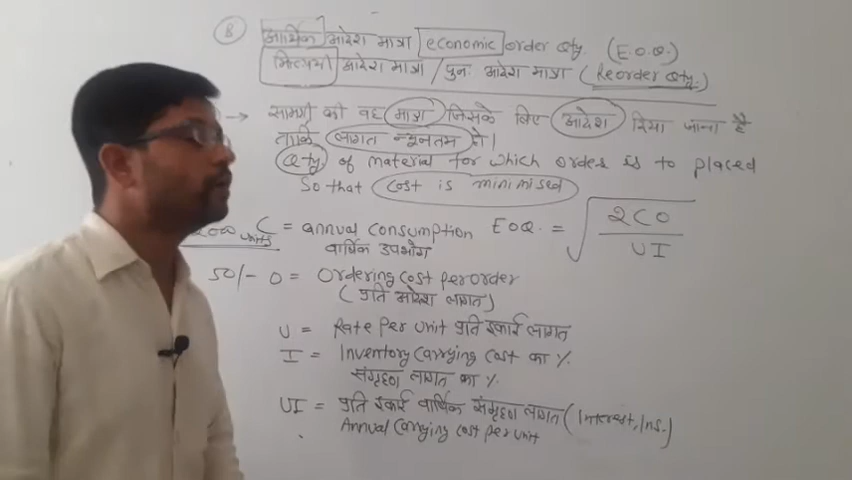 (B) आर्थिक आदेश मात्रा economic order Qty. (E.O.Q.)
मितव्ययी आदेश मात्रा / पुनः आदेश मात्रा (Reorder Qty.)
→ सामग्री की वह मात्रा जिसके लिए आदेश दिया जाना है
ताकि लागत न्यूनतम हो।
Qty. of material for which order is to placed
So that cost is minimised
units C = annual consumption EOQ. = √2CO/UI
वार्षिक उपभोग
50/- O = Ordering cost per order
(प्रति आदेश लागत)
U = Rate Per Unit प्रति इकाई लागत
I = Inventory Carrying cost का %
संग्रहण लागत का %
UI = प्रति इकाई वार्षिक संग्रहण लागत (Interest, Ins.)
Annual Carrying cost per unit